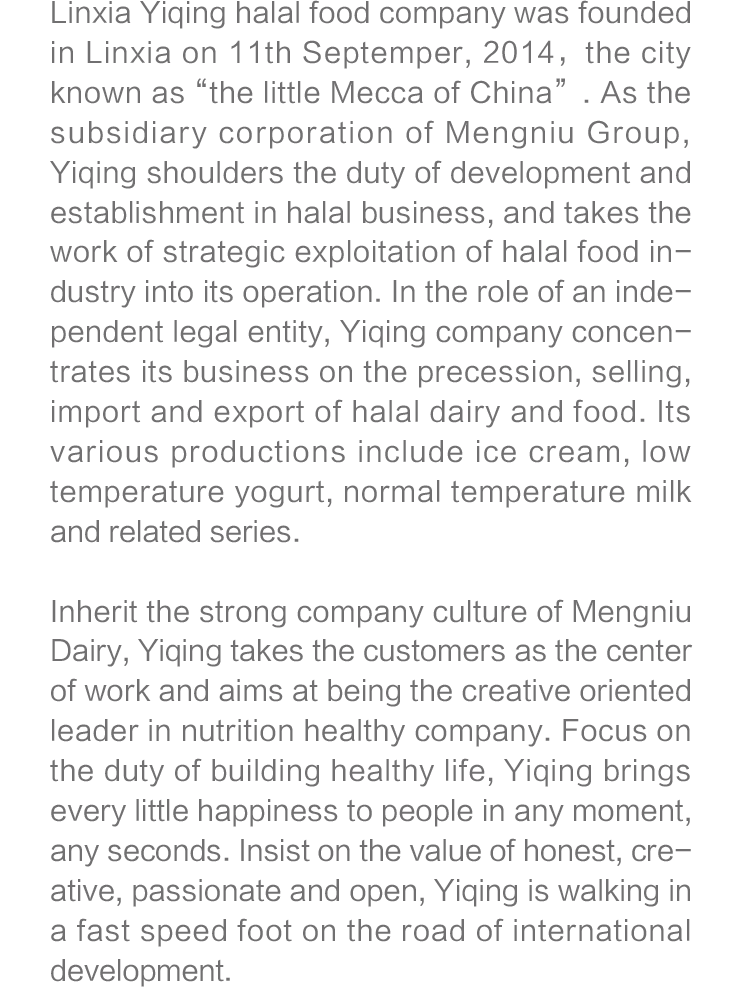 Linxia Yiqing halal food company was founded
in Linxia on 11th Septemper, 2014，the city
known as “the little Mecca of China” . As the
subsidiary corporation of Mengniu Group,
Yiqing shoulders the duty of development and
establishment in halal business, and takes the
work of strategic exploitation of halal food in-
dustry into its operation. In the role of an inde-
pendent legal entity, Yiqing company concen-
trates its business on the precession, selling,
import and export of halal dairy and food. Its
various productions include ice cream, low
temperature yogurt, normal temperature milk
and related series.
Inherit the strong company culture of Mengniu
Dairy, Yiqing takes the customers as the center
of work and aims at being the creative oriented
leader in nutrition healthy company. Focus on
the duty of building healthy life, Yiqing brings
every little happiness to people in any moment,
any seconds. Insist on the value of honest, cre-
ative, passionate and open, Yiqing is walking in
a fast speed foot on the road of international
development.